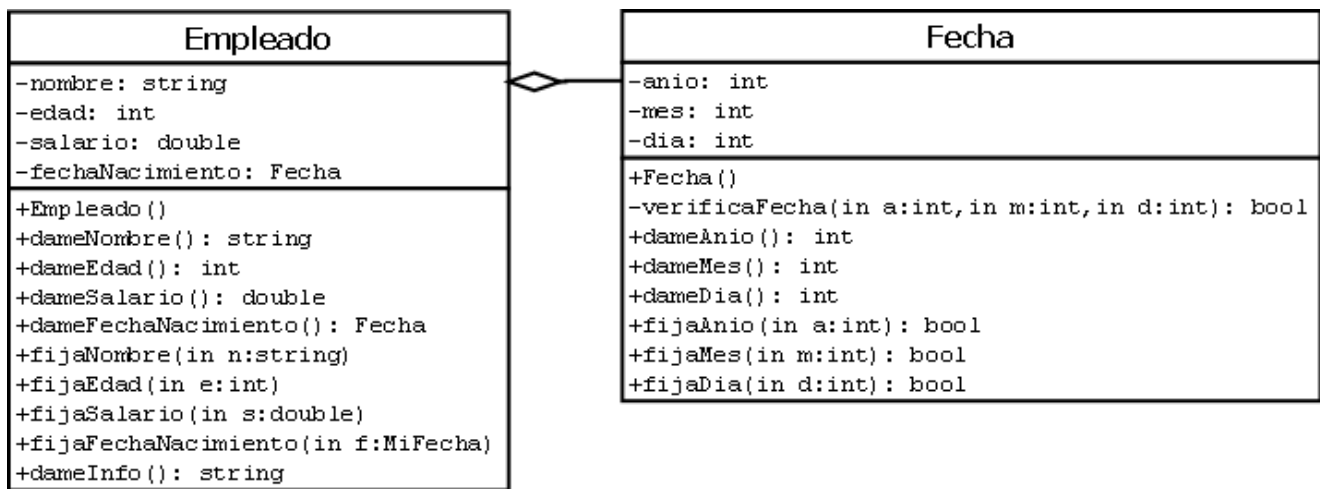 Empleado
-nombre: string
-edad: int
-salario: double
-fechaNacimiento: Fecha
+Empleado()
+dameNombre(): string
+dameEdad(): int
+dameSalario(): double
+dameFechaNacimiento(): Fecha
+fijaNombre(in n:string)
+fijaEdad(in e:int)
+fijaSalario(in s:double)
+fijaFechaNacimiento(in f:MiFecha)
+dameInfo(): string
Fecha
-anio: int
-mes: int
-dia: int
+Fecha()
-verificaFecha(in a:int,in m:int,in d:int): bool
+dameAnio(): int
+dameMes(): int
+dameDia(): int
+fijaAnio(in a:int): bool
+fijaMes(in m:int): bool
+fijaDia(in d:int): bool